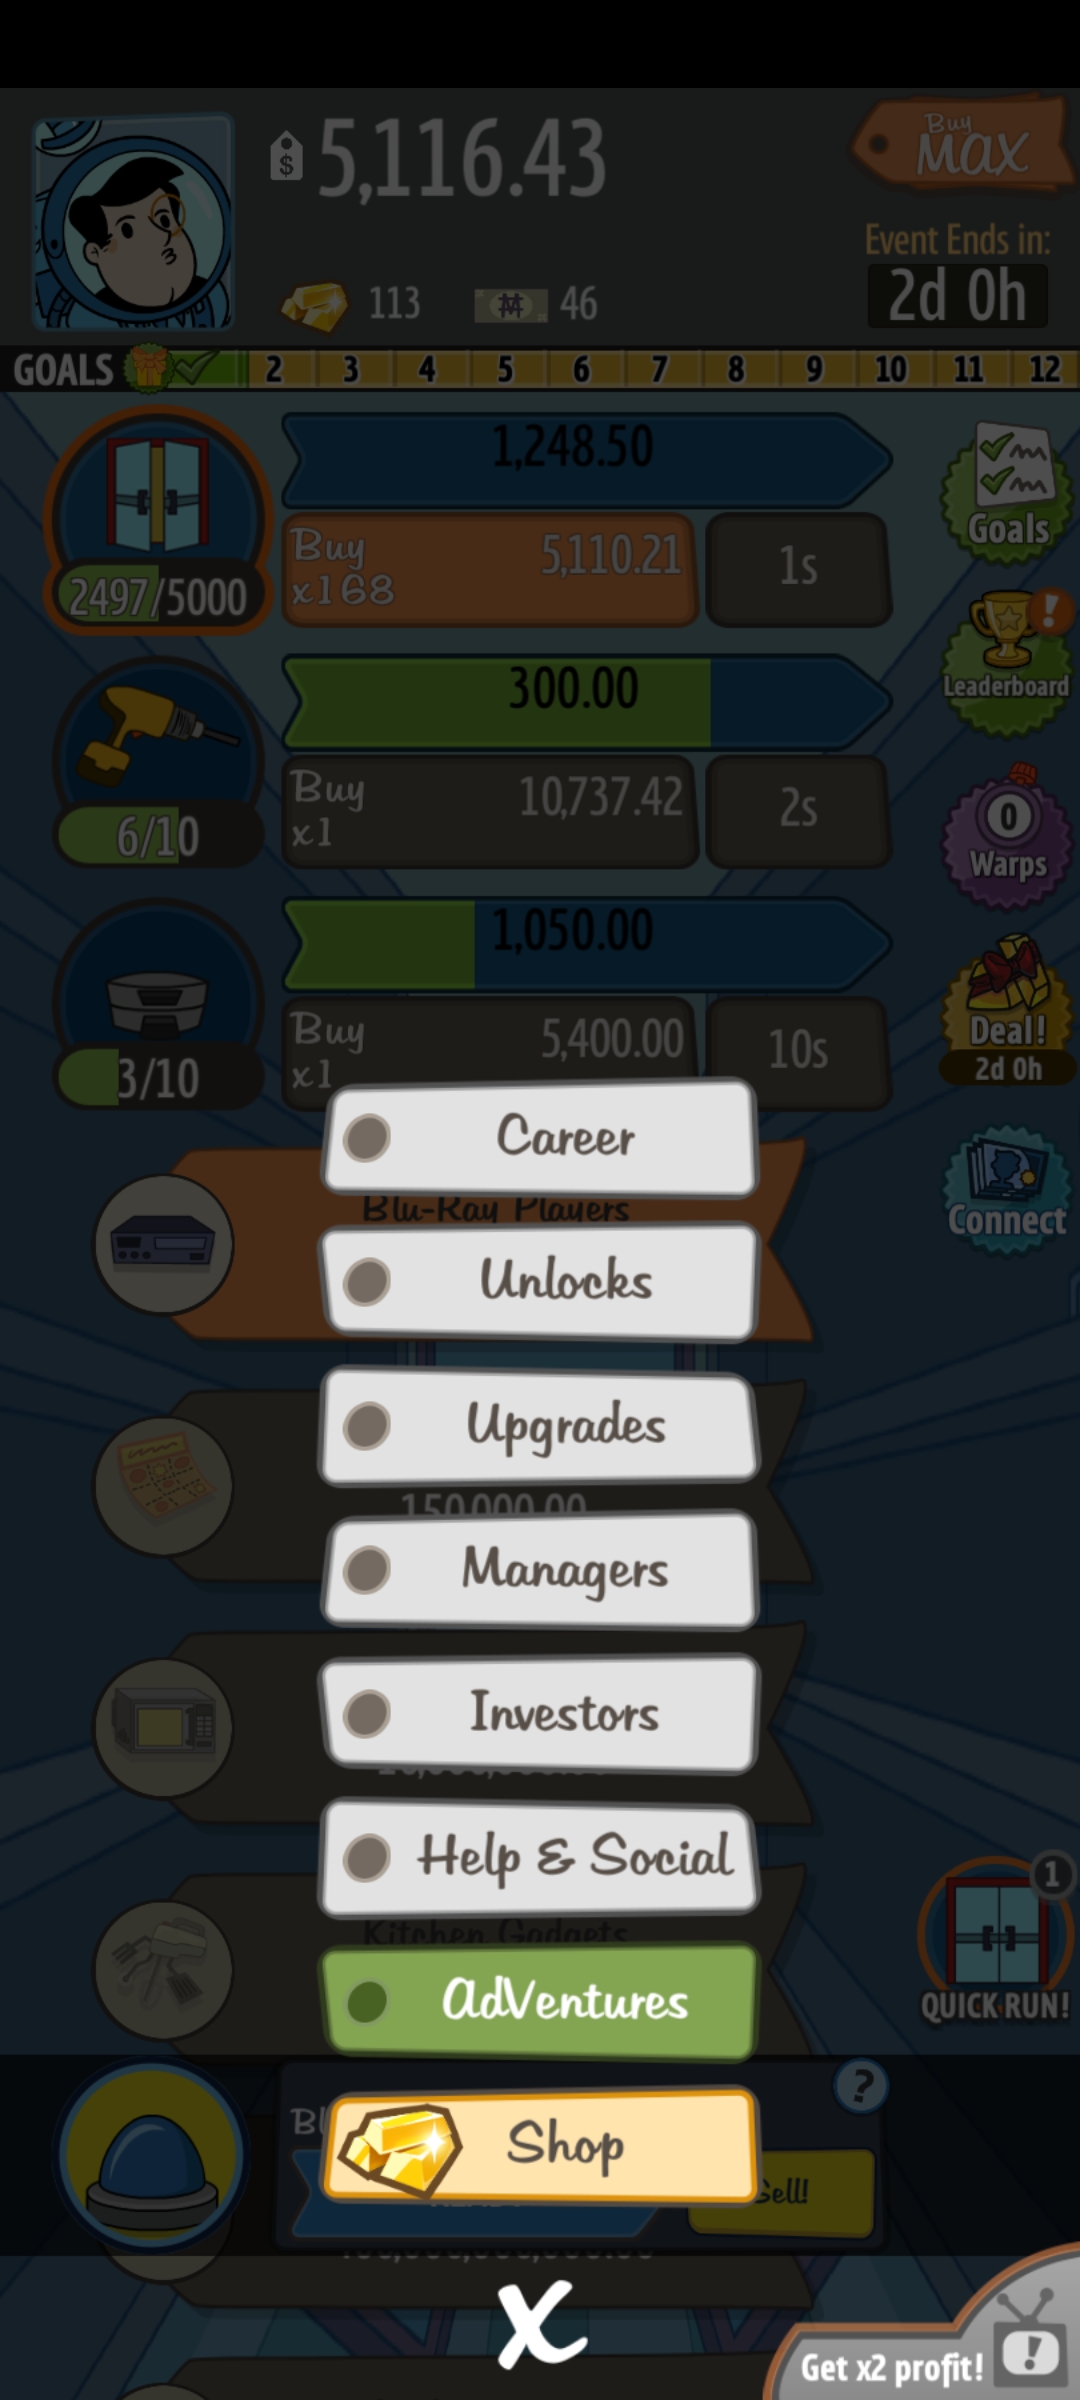 Buy
MAX
$ 5,116.43
Event Ends in:
2d 0h
113
46
GOALS 2 3 4 5 6 7 8 9 10 11 12
1,248.50
2497/5000
Buy
x168
5,110.21
1s
Goals
300.00
6/10
Buy
x1
10,737.42
2s
!
Leaderboard
1,050.00
3/10
Buy
x1
5,400.00
10s
0
Warps
Deal!
2d 0h
Career
Blu-Ray Players
Connect
Unlocks
Upgrades
150,000.00
Managers
Investors
Help & Social
Kitchen Gadgets
1
QUICK RUN!
AdVentures
?
Shop
Sell!
X
Get x2 profit!
!